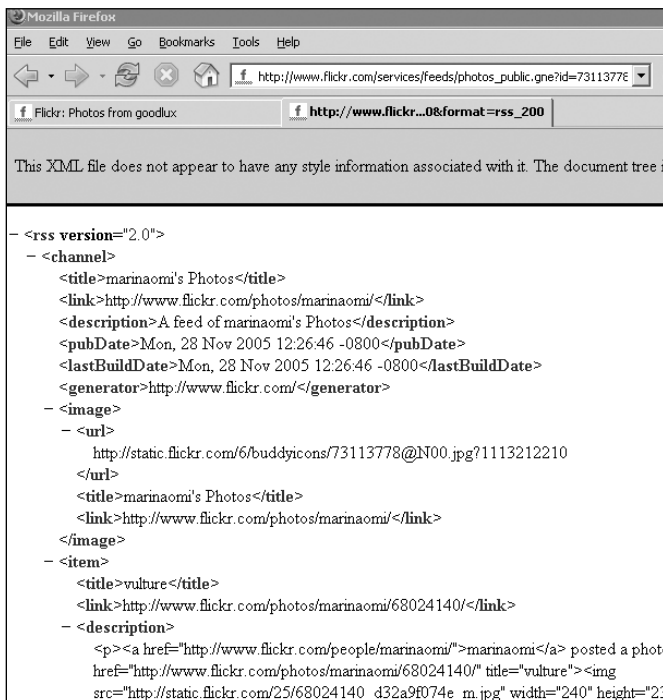 Mozilla Firefox
File Edit View Go Bookmarks Tools Help
http://www.flickr.com/services/feeds/photos_public.gne?id=73113778
Flickr: Photos from goodlux
http://www.flickr...0&format=rss_200
This XML file does not appear to have any style information associated with it. The document tree
− <rss version="2.0">
− <channel>
<title>marinaomi's Photos</title>
<link>http://www.flickr.com/photos/marinaomi/</link>
<description>A feed of marinaomi's Photos</description>
<pubDate>Mon, 28 Nov 2005 12:26:46 -0800</pubDate>
<lastBuildDate>Mon, 28 Nov 2005 12:26:46 -0800</lastBuildDate>
<generator>http://www.flickr.com/</generator>
− <image>
− <url>
http://static.flickr.com/6/buddyicons/73113778@N00.jpg?1113212210
</url>
<title>marinaomi's Photos</title>
<link>http://www.flickr.com/photos/marinaomi/</link>
</image>
− <item>
<title>vulture</title>
<link>http://www.flickr.com/photos/marinaomi/68024140/</link>
− <description>
<p><a href="http://www.flickr.com/people/marinaomi/">marinaomi</a> posted a phot
href="http://www.flickr.com/photos/marinaomi/68024140/" title="vulture"><img
src="http://static.flickr.com/25/68024140_d32a9f074e_m.jpg" width="240" height="2